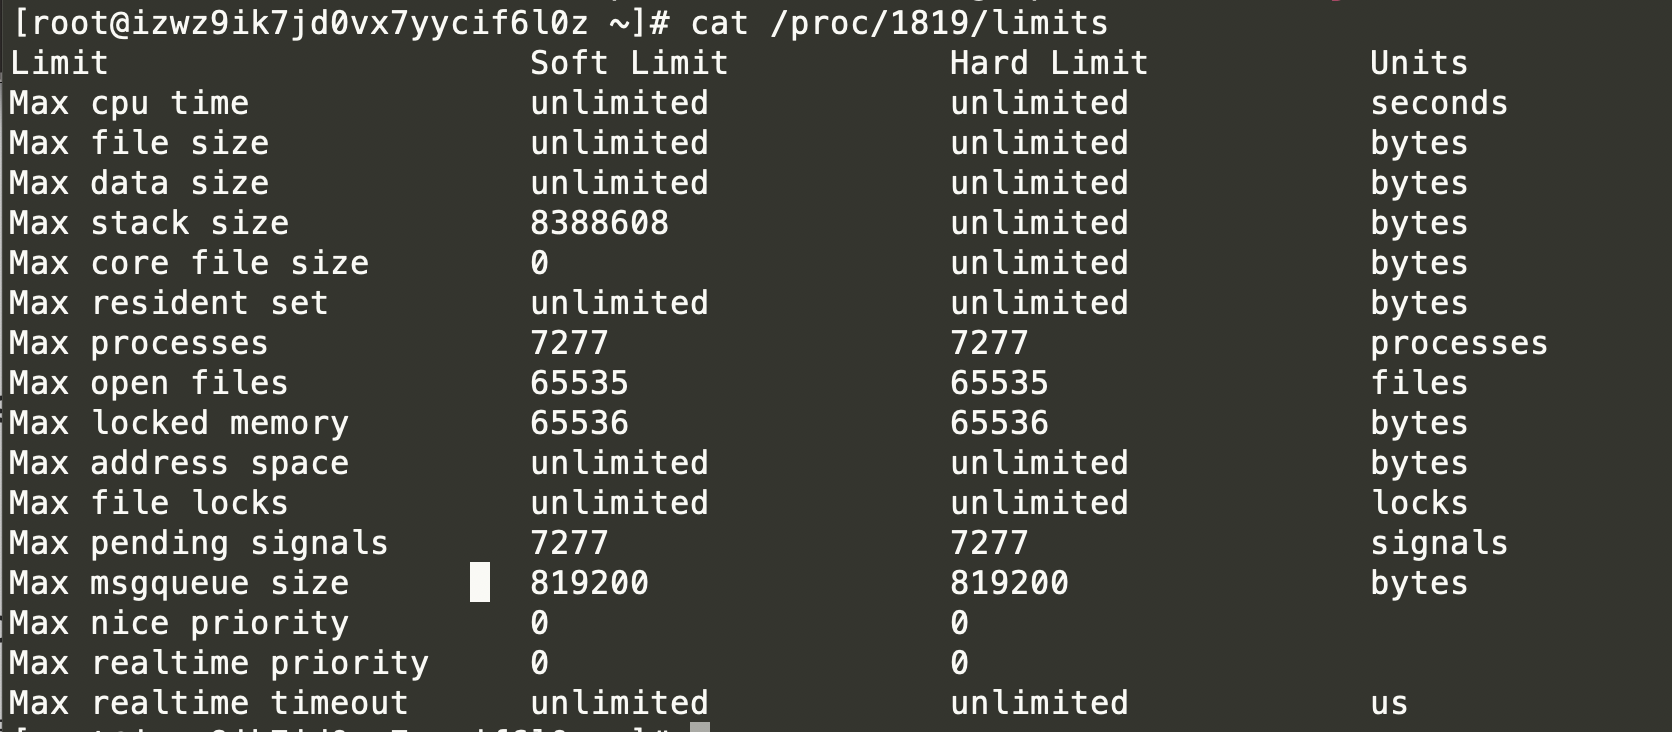 [root@izwz9ik7jd0vx7yycif6l0z ~]# cat /proc/1819/limits
Limit                     Soft Limit           Hard Limit           Units
Max cpu time              unlimited            unlimited            seconds
Max file size             unlimited            unlimited            bytes
Max data size             unlimited            unlimited            bytes
Max stack size            8388608              unlimited            bytes
Max core file size        0                    unlimited            bytes
Max resident set          unlimited            unlimited            bytes
Max processes             7277                 7277                 processes
Max open files            65535                65535                files
Max locked memory         65536                65536                bytes
Max address space         unlimited            unlimited            bytes
Max file locks            unlimited            unlimited            locks
Max pending signals       7277                 7277                 signals
Max msgqueue size         819200               819200               bytes
Max nice priority         0                    0
Max realtime priority     0                    0
Max realtime timeout      unlimited            unlimited            us